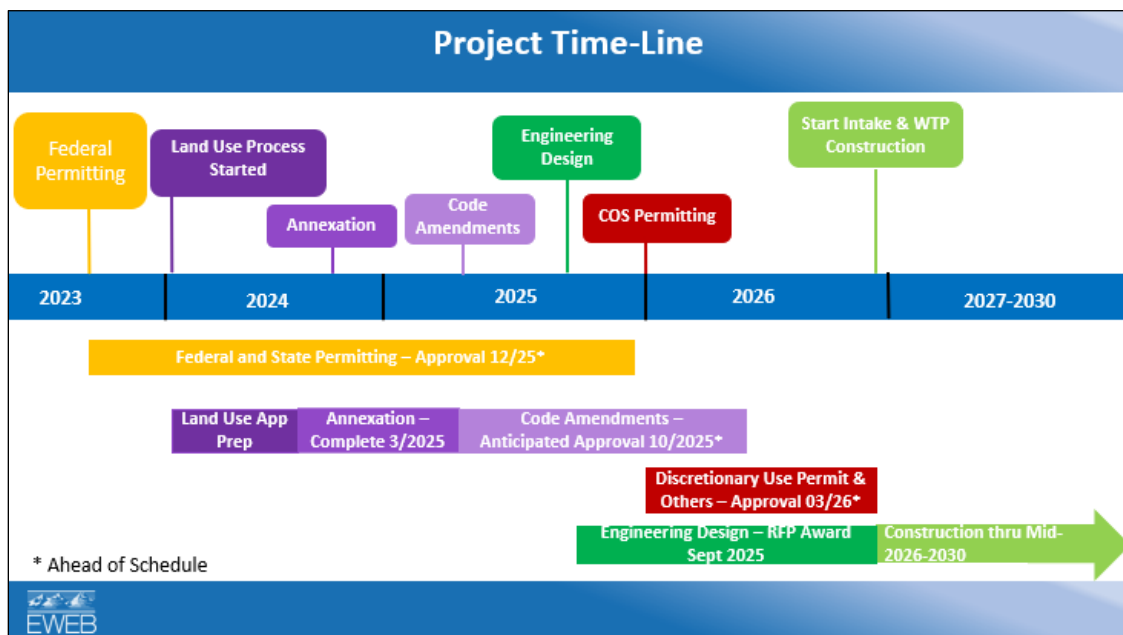 Project Time-Line
Federal
Permitting
Land Use Process
Started
Annexation
Code
Amendments
Engineering
Design
COS Permitting
Start Intake & WTP
Construction
2023
2024
2025
2026
2027-2030
Federal and State Permitting – Approval 12/25*
Land Use App
Prep
Annexation –
Complete 3/2025
Code Amendments –
Anticipated Approval 10/2025*
Discretionary Use Permit &
Others – Approval 03/26*
Engineering Design – RFP Award
Sept 2025
Construction thru Mid-
2026-2030
* Ahead of Schedule
EWEB